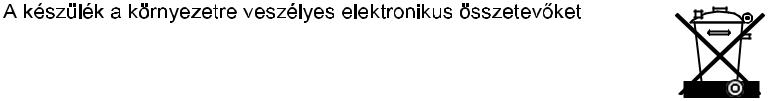 A készülék a környezetre veszélyes elektronikus összetevőket